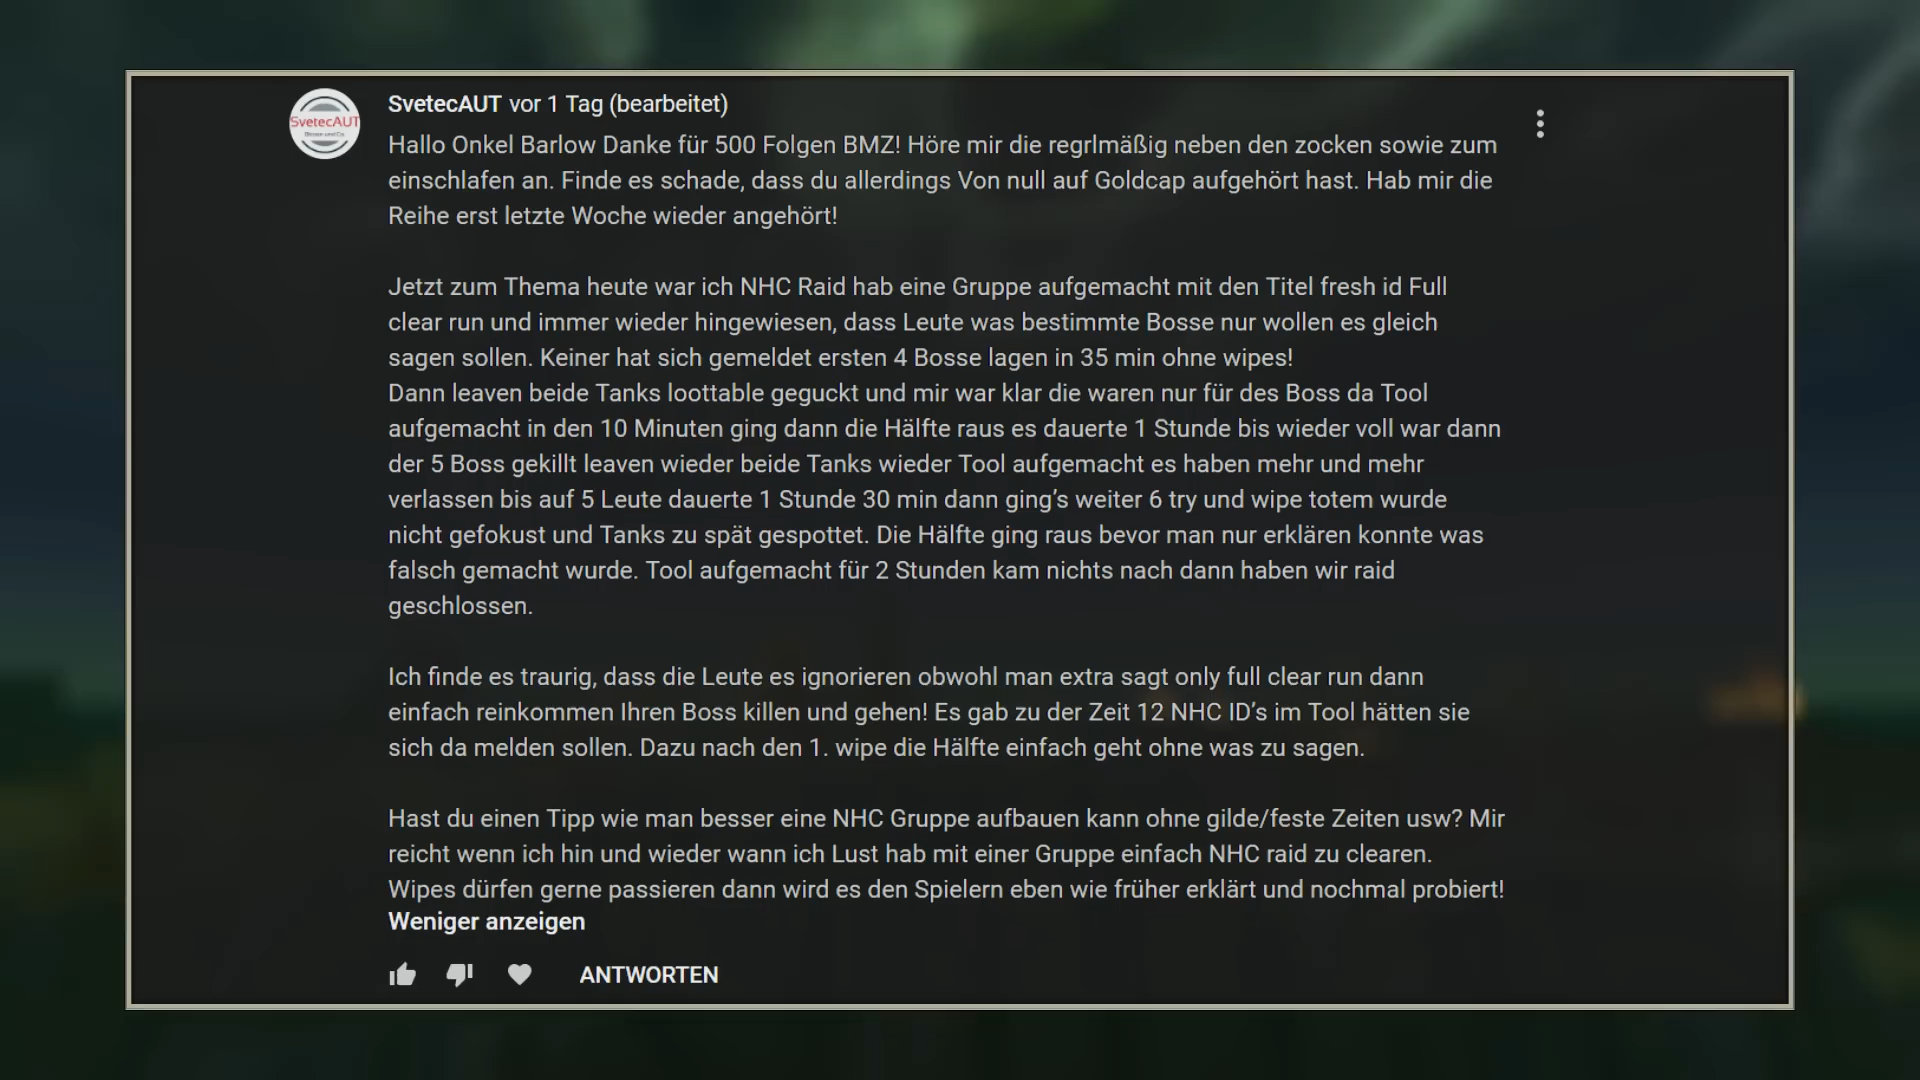 SvetecAUT vor 1 Tag (bearbeitet)
SvetecAUT
Hallo Onkel Barlow Danke für 500 Folgen BMZ! Höre mir die regrlmäßig neben den zocken sowie zum
einschlafen an. Finde es schade, dass du allerdings Von null auf Goldcap aufgehört hast. Hab mir die
Reihe erst letzte Woche wieder angehört!
Jetzt zum Thema heute war ich NHC Raid hab eine Gruppe aufgemacht mit den Titel fresh id Full
clear run und immer wieder hingewiesen, dass Leute was bestimmte Bosse nur wollen es gleich
sagen sollen. Keiner hat sich gemeldet ersten 4 Bosse lagen in 35 min ohne wipes!
Dann leaven beide Tanks loottable geguckt und mir war klar die waren nur für des Boss da Tool
aufgemacht in den 10 Minuten ging dann die Hälfte raus es dauerte 1 Stunde bis wieder voll war dann
der 5 Boss gekillt leaven wieder beide Tanks wieder Tool aufgemacht es haben mehr und mehr
verlassen bis auf 5 Leute dauerte 1 Stunde 30 min dann ging’s weiter 6 try und wipe totem wurde
nicht gefokust und Tanks zu spät gespottet. Die Hälfte ging raus bevor man nur erklären konnte was
falsch gemacht wurde. Tool aufgemacht für 2 Stunden kam nichts nach dann haben wir raid
geschlossen.
Ich finde es traurig, dass die Leute es ignorieren obwohl man extra sagt only full clear run dann
einfach reinkommen Ihren Boss killen und gehen! Es gab zu der Zeit 12 NHC ID’s im Tool hätten sie
sich da melden sollen. Dazu nach den 1. wipe die Hälfte einfach geht ohne was zu sagen.
Hast du einen Tipp wie man besser eine NHC Gruppe aufbauen kann ohne gilde/feste Zeiten usw? Mir
reicht wenn ich hin und wieder wann ich Lust hab mit einer Gruppe einfach NHC raid zu clearen.
Wipes dürfen gerne passieren dann wird es den Spielern eben wie früher erklärt und nochmal probiert!
Weniger anzeigen
ANTWORTEN